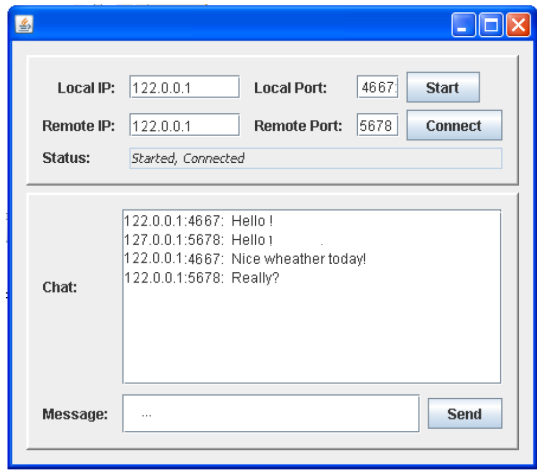 Local IP: 122.0.0.1 Local Port: 4667 Start
Remote IP: 122.0.0.1 Remote Port: 5678 Connect
Status: Started, Connected
122.0.0.1:4667: Hello !
127.0.0.1:5678: Hello !
122.0.0.1:4667: Nice wheather today!
122.0.0.1:5678: Really?
Chat:
Message: ... Send